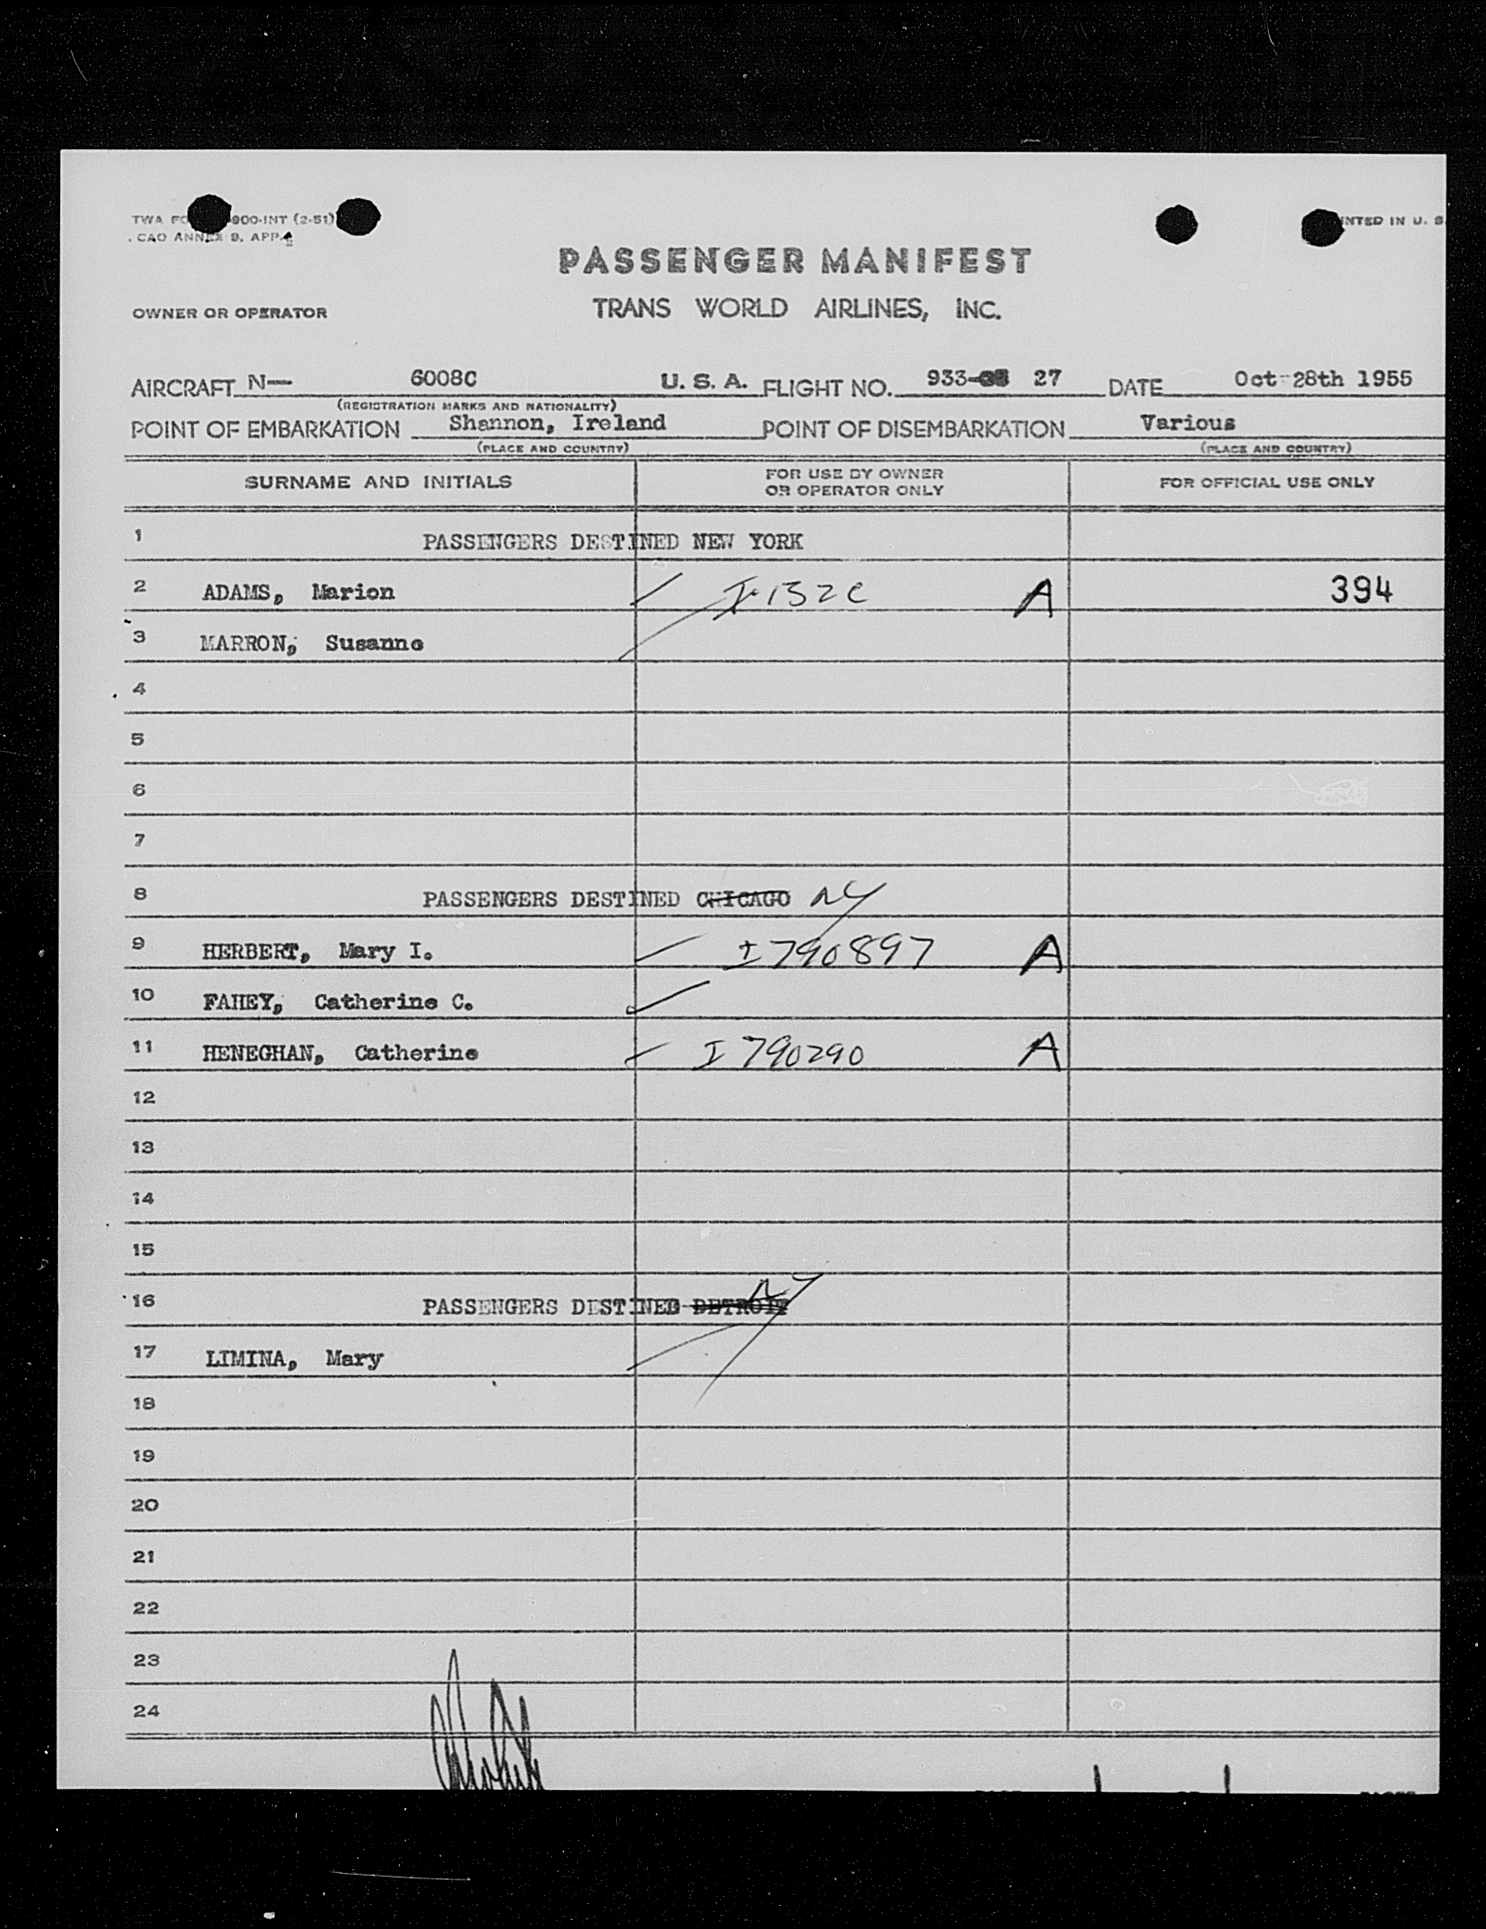 TWA FO 900-INT (2-51)
CAO ANNEX 9, APP.4
INTED IN U. S.
PASSENGER MANIFEST
OWNER OR OPERATOR
TRANS WORLD AIRLINES, INC.
AIRCRAFT N— 6008C U. S. A. FLIGHT NO. 933- 27 DATE Oct 28th 1955
(REGISTRATION MARKS AND NATIONALITY)
POINT OF EMBARKATION Shannon, Ireland POINT OF DISEMBARKATION Various
(PLACE AND COUNTRY) (PLACE AND COUNTRY)
SURNAME AND INITIALS FOR USE BY OWNER OR OPERATOR ONLY FOR OFFICIAL USE ONLY
1 PASSENGERS DESTINED NEW YORK
2 ADAMS, Marion I-132C A 394
3 MARRON, Susanne
4
5
6
7
8 PASSENGERS DESTINED CHICAGO NY
9 HERBERT, Mary I. I790897 A
10 FAHEY, Catherine C.
11 HENEGHAN, Catherine I 790290 A
12
13
14
15
16 PASSENGERS DESTINED DETROIT NY
17 LIMINA, Mary
18
19
20
21
22
23
24